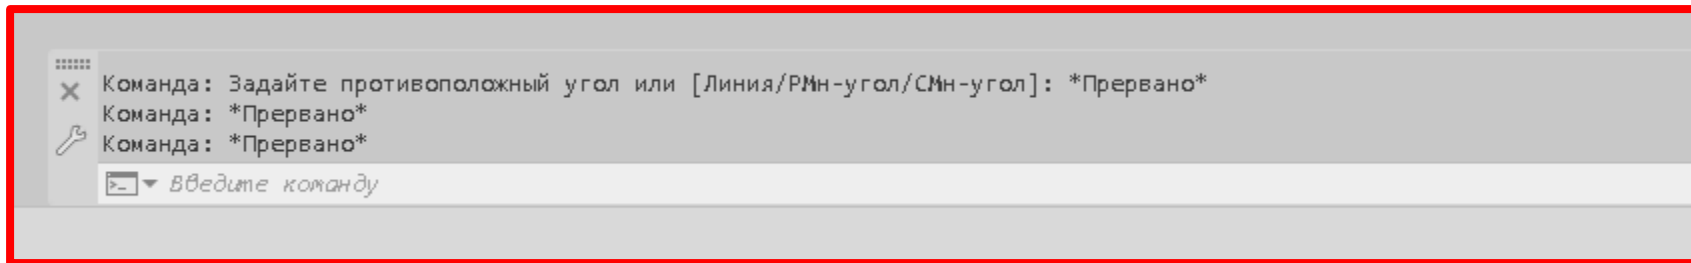 Команда: Задайте противоположный угол или [Линия/РМн-угол/СМн-угол]: *Прервано*
Команда: *Прервано*
Команда: *Прервано*
Введите команду